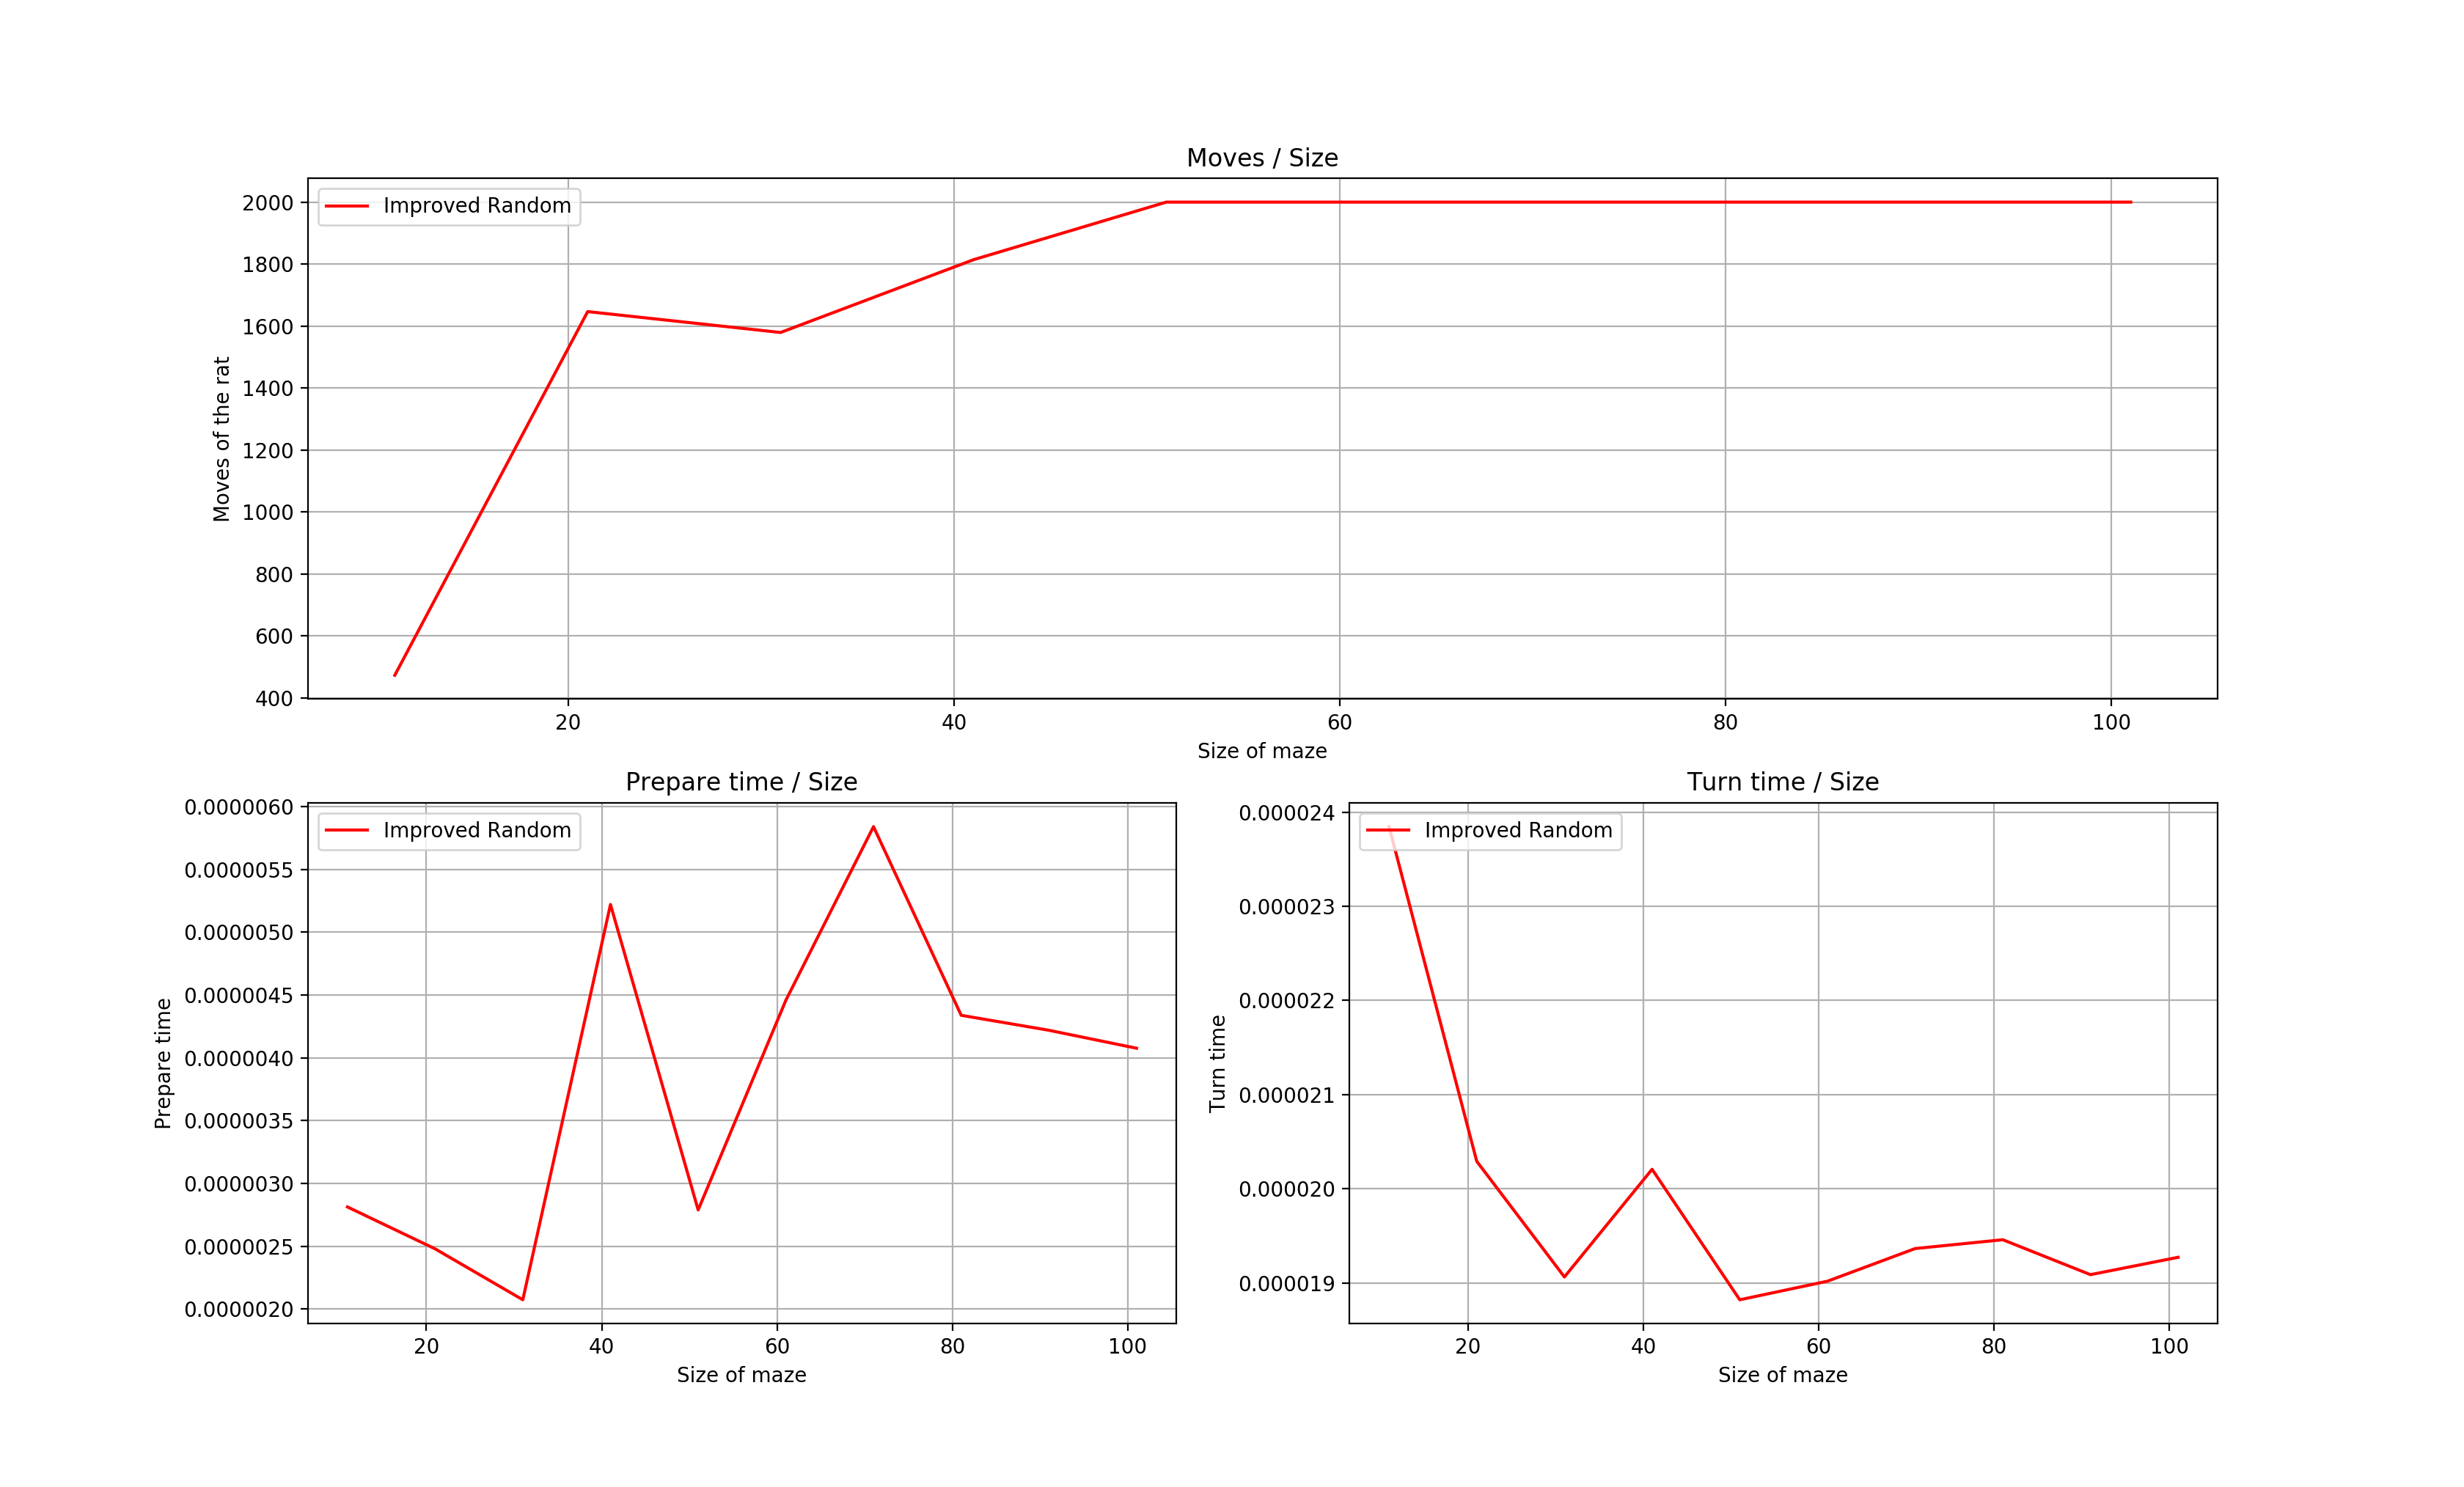 Moves / Size
Improved Random
2000
1800
1600
1400
1200
1000
800
600
400
Moves of the rat
20 40 60 80 100
Size of maze
Prepare time / Size
Improved Random
0.0000060
0.0000055
0.0000050
0.0000045
0.0000040
0.0000035
0.0000030
0.0000025
0.0000020
Prepare time
20 40 60 80 100
Size of maze
Turn time / Size
Improved Random
0.000024
0.000023
0.000022
0.000021
0.000020
0.000019
Turn time
20 40 60 80 100
Size of maze